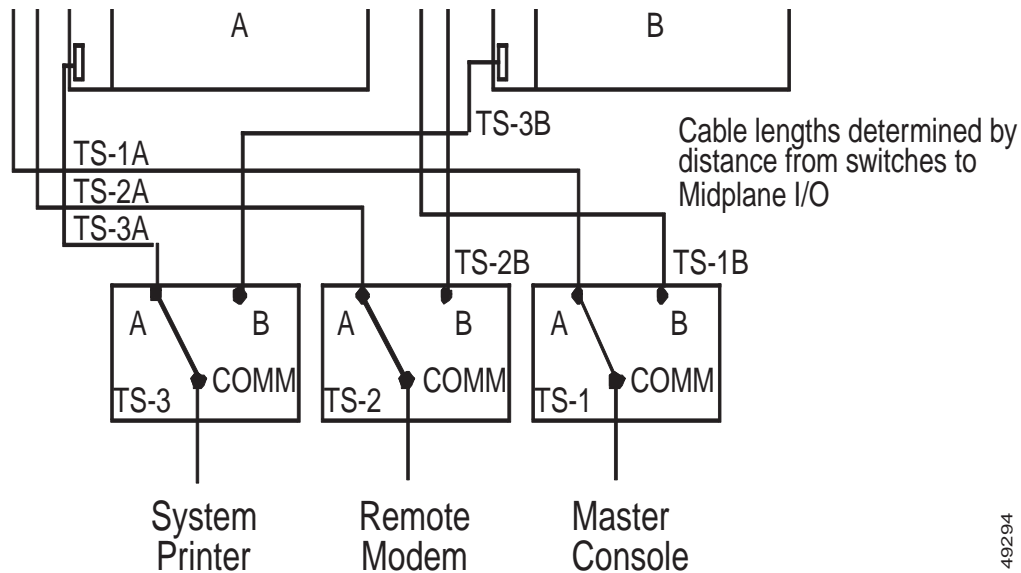 A
B
TS-3B
Cable lengths determined by
distance from switches to
Midplane I/O
TS-1A
TS-2A
TS-3A
TS-2B
TS-1B
A
B
COMM
TS-3
A
B
COMM
TS-2
A
B
COMM
TS-1
System
Printer
Remote
Modem
Master
Console
49294